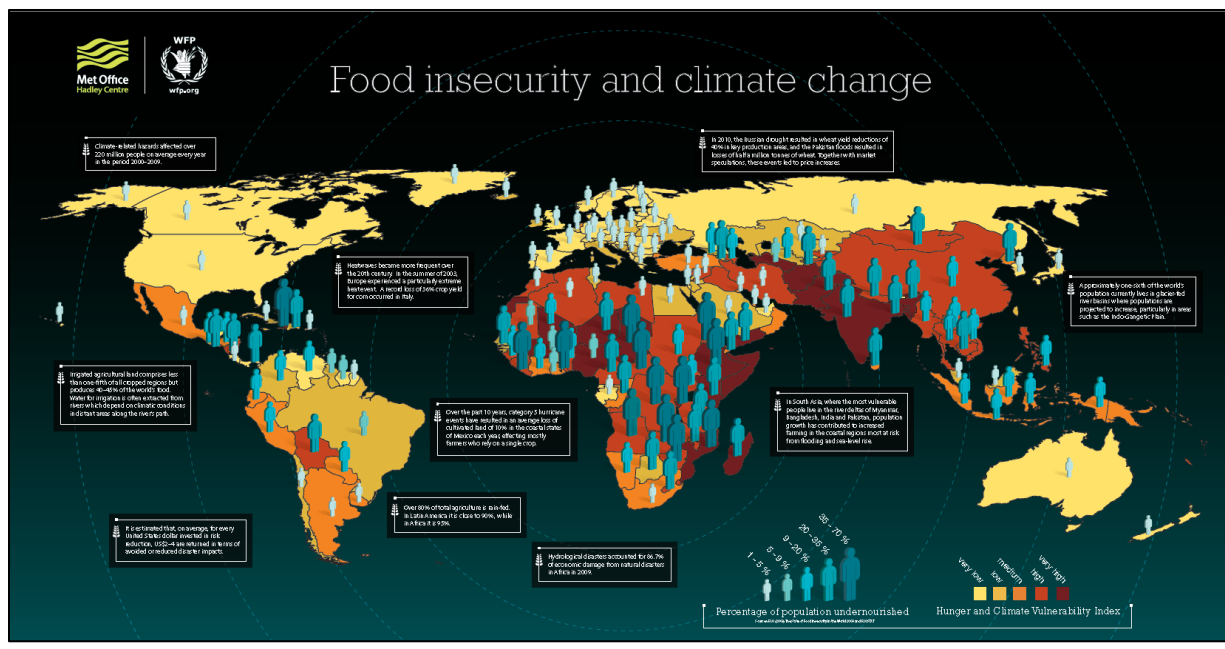 WFP
Met Office
Hadley Centre
wfp.org
Food insecurity and climate change
Climate-related hazards affected over
220 million people on average every year
in the period 2000–2009.
In 2010, the Russian drought resulted in wheat yield reductions of
40% in key production areas, and the Pakistan floods resulted in
losses of half a million tonnes of wheat. Together with market
speculations, these events led to price increases.
Heatwaves became more frequent over
the 20th century. In the summer of 2003,
Europe experienced a particularly extreme
heat event. A record loss of 36% crop yield
for corn occurred in Italy.
Approximately one-sixth of the world's
population currently lives in glacier-fed
river basins where populations are
projected to increase, particularly in areas
such as the Indo-Gangetic Plain.
Irrigated agricultural land comprises less
than one-fifth of all cropped regions but
produces 40–45% of the world's food.
Water for irrigation is often extracted from
rivers which depend on climatic conditions
in distant areas along the river's path.
Over the past 10 years, category 5 hurricane
events have resulted in an average loss of
cultivated land of 10% in the coastal states
of Mexico each year, effecting mostly
farmers who rely on a single crop.
In South Asia, where the most vulnerable
people live in the river deltas of Myanmar,
Bangladesh, India and Pakistan, population
growth has contributed to increased
farming in the coastal regions most at risk
from flooding and sea-level rise.
It is estimated that, on average, for every
United States dollar invested in risk
reduction, US$2–4 are returned in terms of
avoided or reduced disaster impacts.
Over 80% of total agriculture is rain-fed.
In Latin America it is close to 90%, while
in Africa it is 95%.
Hydrological disasters accounted for 86.7%
of economic damage from natural disasters
in Africa in 2009.
1 - 5 %
5 - 9 %
9 - 20 %
20 - 35 %
35 - 70 %
Percentage of population undernourished
very low
low
medium
high
very high
Hunger and Climate Vulnerability Index